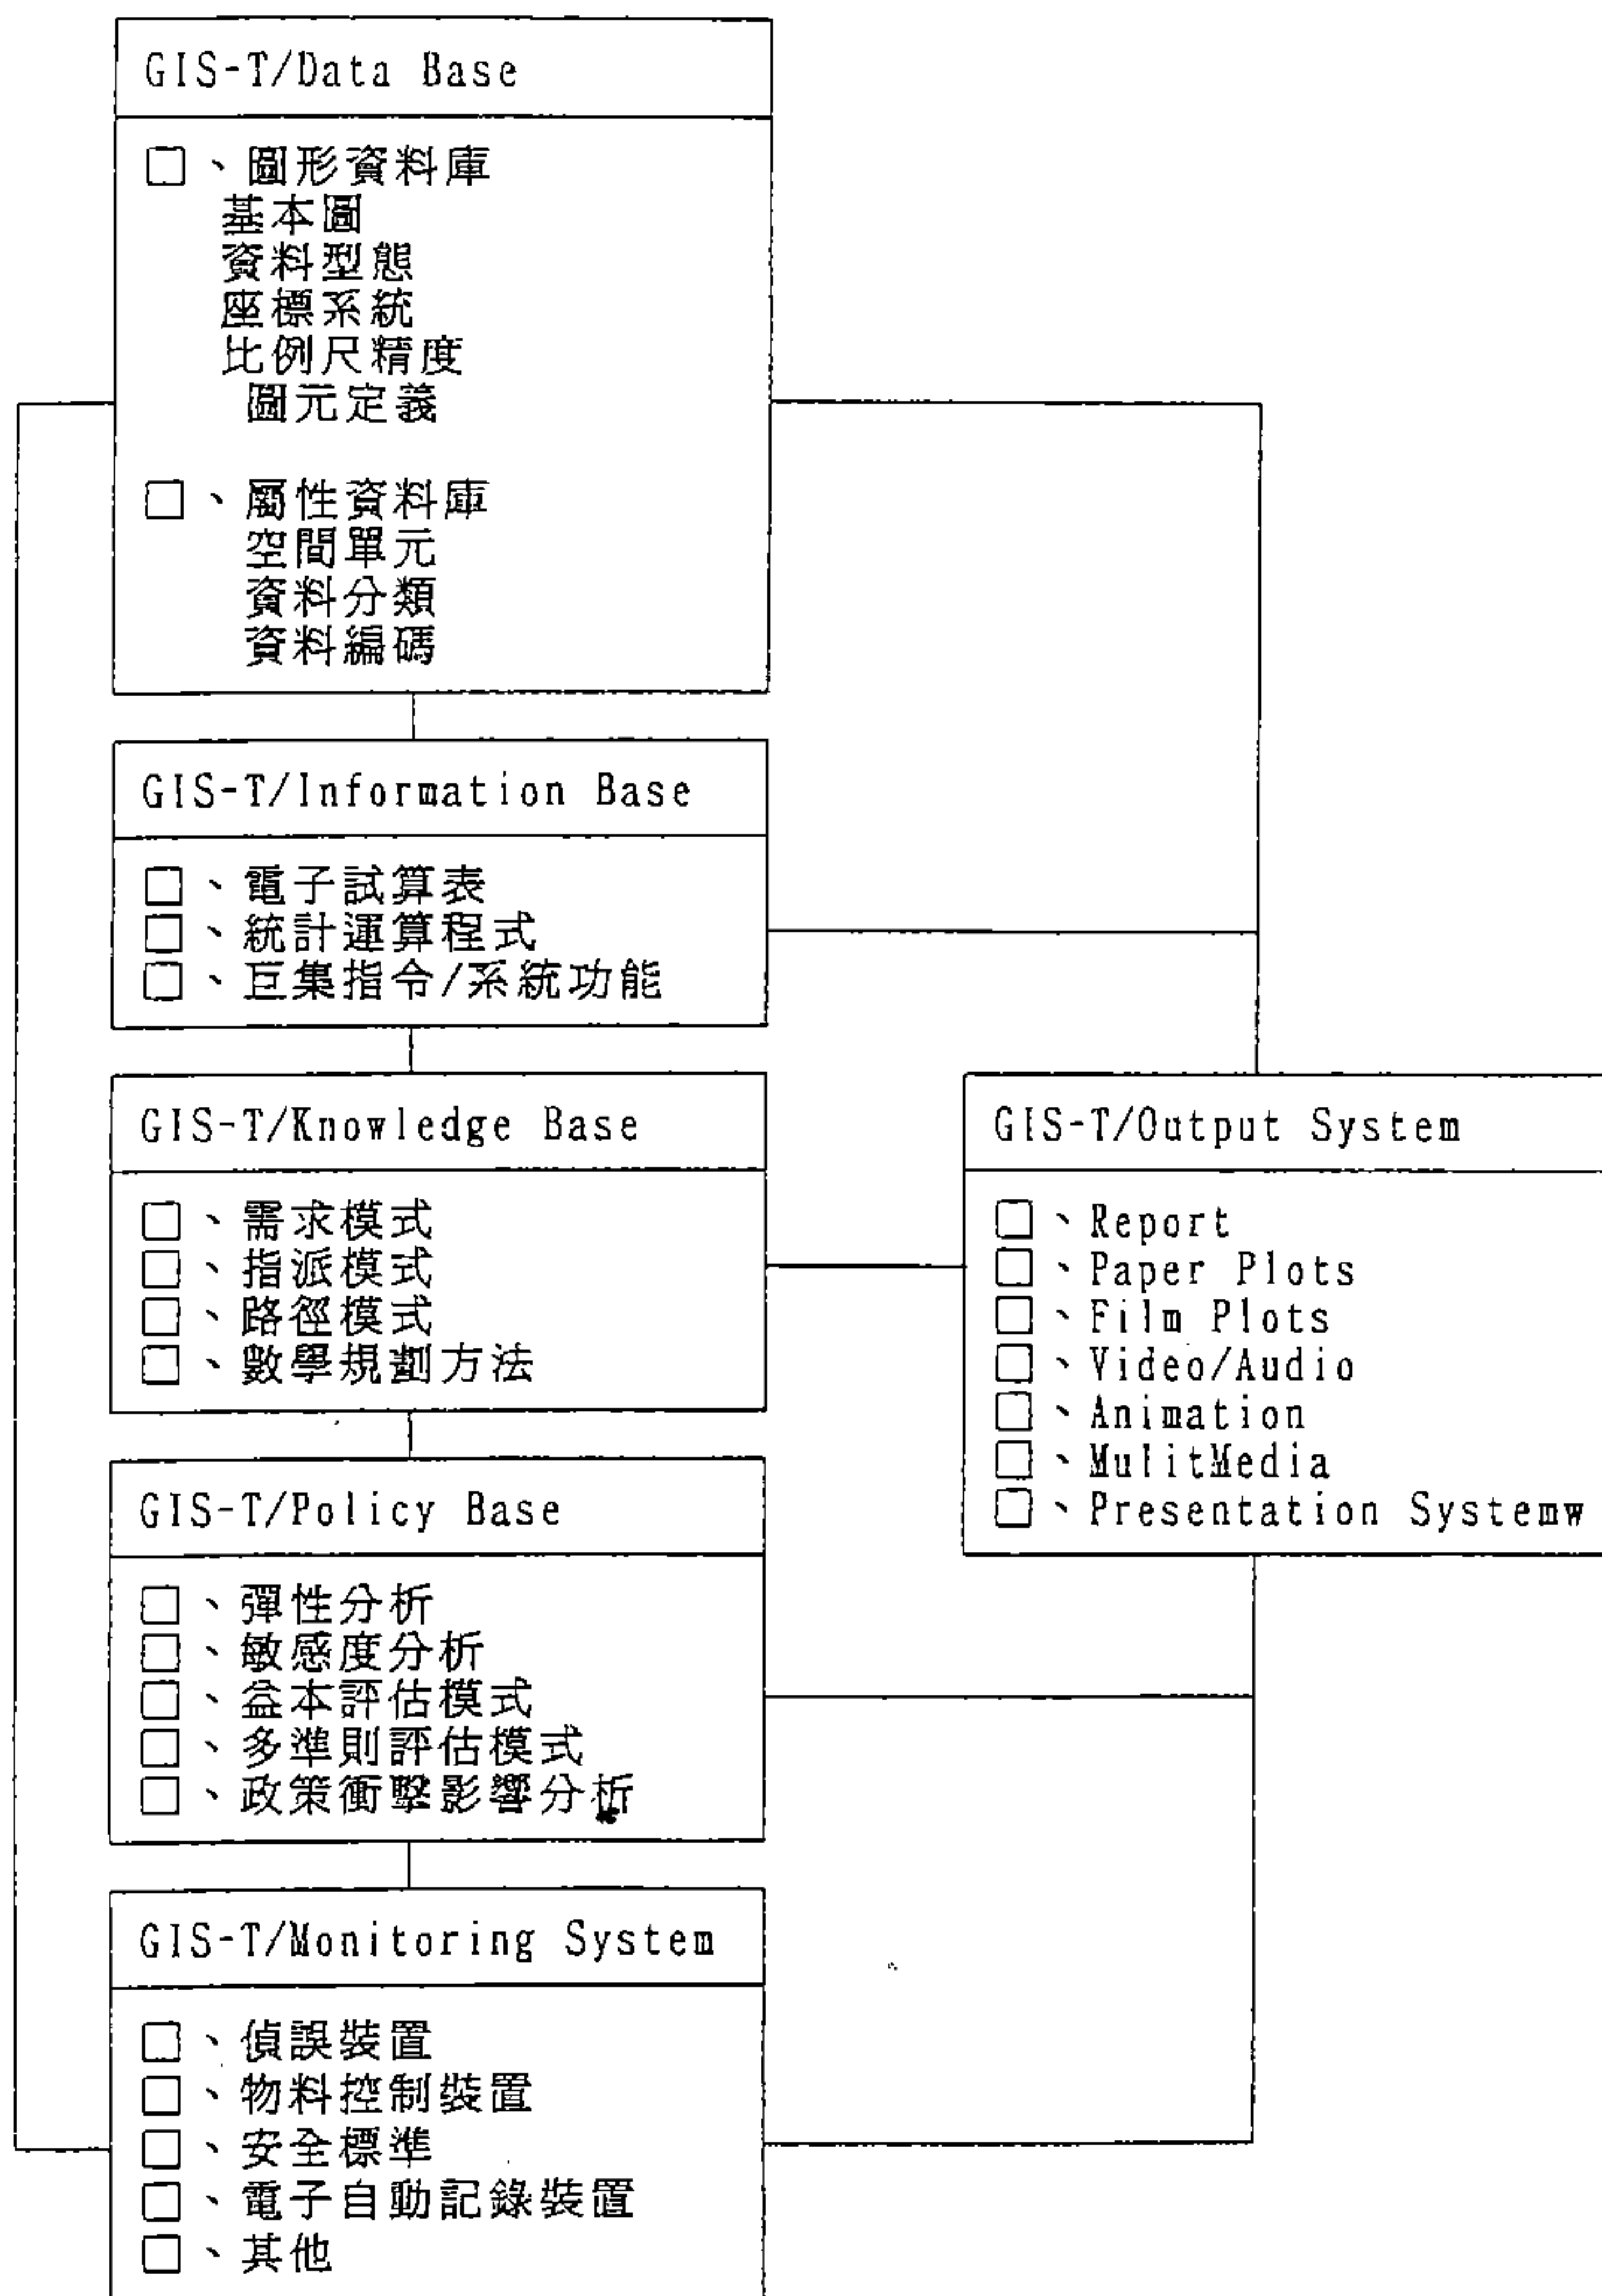 GIS-T/Data Base
□、圖形資料庫
基本圖
資料型態
座標系統
比例尺精度
圖元定義
□、屬性資料庫
空間單元
資料分類
資料編碼
GIS-T/Information Base
□、電子試算表
□、統計運算程式
□、巨集指令/系統功能
GIS-T/Knowledge Base
□、需求模式
□、指派模式
□、路徑模式
□、數學規劃方法
GIS-T/Policy Base
□、彈性分析
□、敏感度分析
□、益本評估模式
□、多準則評估模式
□、政策衝擊影響分析
GIS-T/Monitoring System
□、偵誤裝置
□、物料控制裝置
□、安全標準
□、電子自動記錄裝置
□、其他
GIS-T/Output System
□、Report
□、Paper Plots
□、Film Plots
□、Video/Audio
□、Animation
□、MulitMedia
□、Presentation Systemw